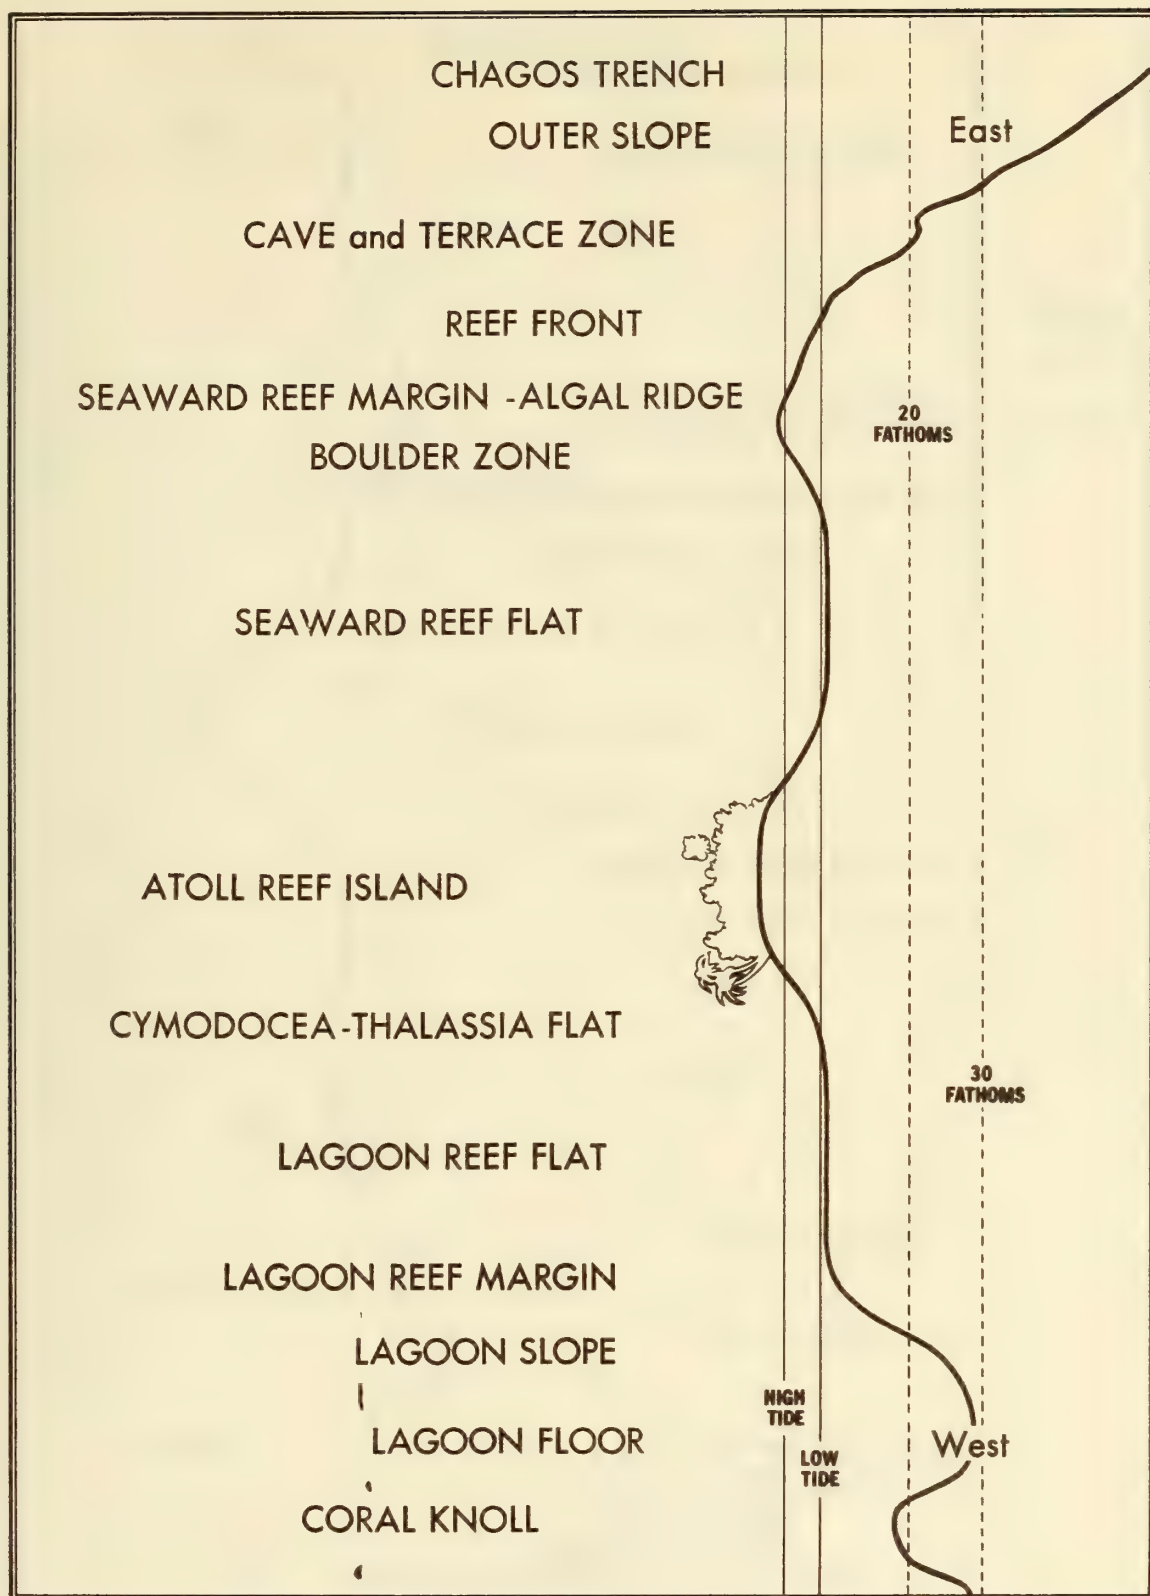 CHAGOS TRENCH
OUTER SLOPE
East
CAVE and TERRACE ZONE
REEF FRONT
SEAWARD REEF MARGIN -ALGAL RIDGE
20
FATHOMS
BOULDER ZONE
SEAWARD REEF FLAT
ATOLL REEF ISLAND
CYMODOCEA-THALASSIA FLAT
30
FATHOMS
LAGOON REEF FLAT
LAGOON REEF MARGIN
LAGOON SLOPE
HIGH
TIDE
LAGOON FLOOR
West
LOW
TIDE
CORAL KNOLL